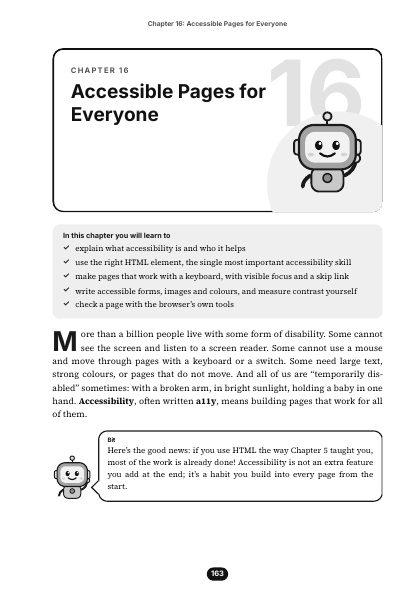 Chapter 16: Accessible Pages for Everyone
16
CHAPTER 16
Accessible Pages for
Everyone
In this chapter you will learn to
✓ explain what accessibility is and who it helps
✓ use the right HTML element, the single most important accessibility skill
✓ make pages that work with a keyboard, with visible focus and a skip link
✓ write accessible forms, images and colours, and measure contrast yourself
✓ check a page with the browser’s own tools
More than a billion people live with some form of disability. Some cannot
see the screen and listen to a screen reader. Some cannot use a mouse
and move through pages with a keyboard or a switch. Some need large text,
strong colours, or pages that do not move. And all of us are “temporarily dis-
abled” sometimes: with a broken arm, in bright sunlight, holding a baby in one
hand. Accessibility, often written a11y, means building pages that work for all
of them.
Bit
Here’s the good news: if you use HTML the way Chapter 5 taught you,
most of the work is already done! Accessibility is not an extra feature
you add at the end; it’s a habit you build into every page from the
start.
163